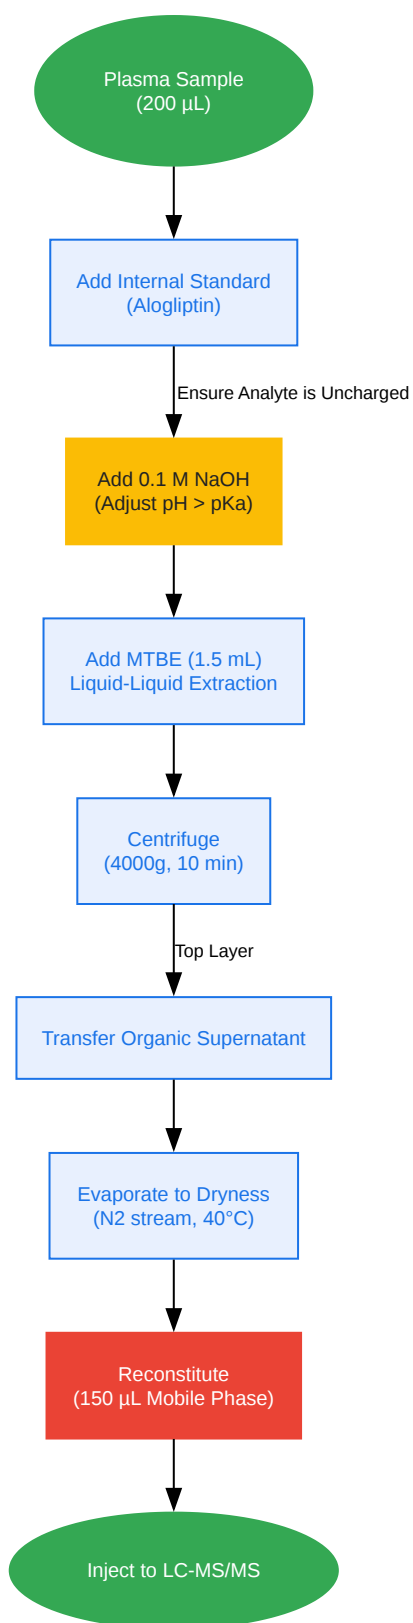 Plasma Sample
(200 µL)
Add Internal Standard
(Alogliptin)
Ensure Analyte is Uncharged
Add 0.1 M NaOH
(Adjust pH > pKa)
Add MTBE (1.5 mL)
Liquid-Liquid Extraction
Centrifuge
(4000g, 10 min)
Top Layer
Transfer Organic Supernatant
Evaporate to Dryness
(N2 stream, 40°C)
Reconstitute
(150 µL Mobile Phase)
Inject to LC-MS/MS